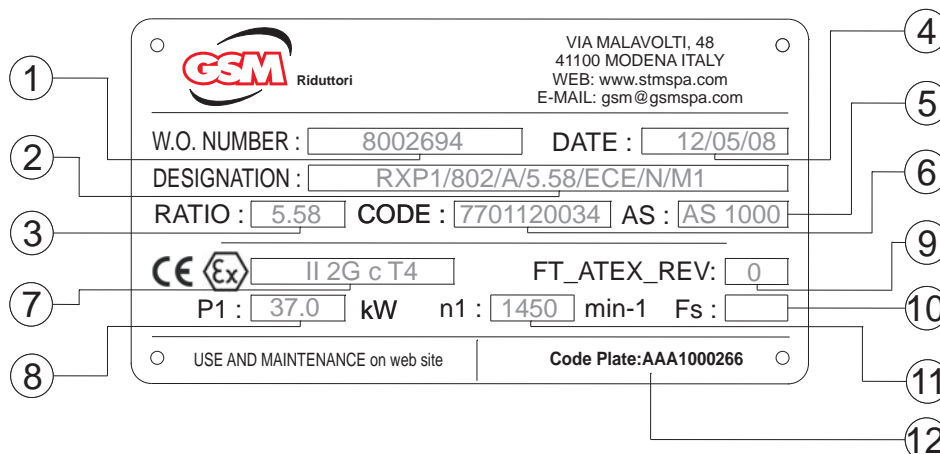 GSM Riduttori
VIA MALAVOLTI, 48
41100 MODENA ITALY
WEB: www.stmspa.com
E-MAIL: gsm@gsmspa.com
W.O. NUMBER : 8002694 DATE : 12/05/08
DESIGNATION : RXP1/802/A/5.58/ECE/N/M1
RATIO : 5.58 CODE : 7701120034 AS : AS 1000
CE Ex II 2G c T4 FT_ATEX_REV: 0
P1 : 37.0 kW n1 : 1450 min-1 Fs :
USE AND MAINTENANCE on web site Code Plate:AAA1000266
1
2
3
7
8
4
5
6
9
10
11
12